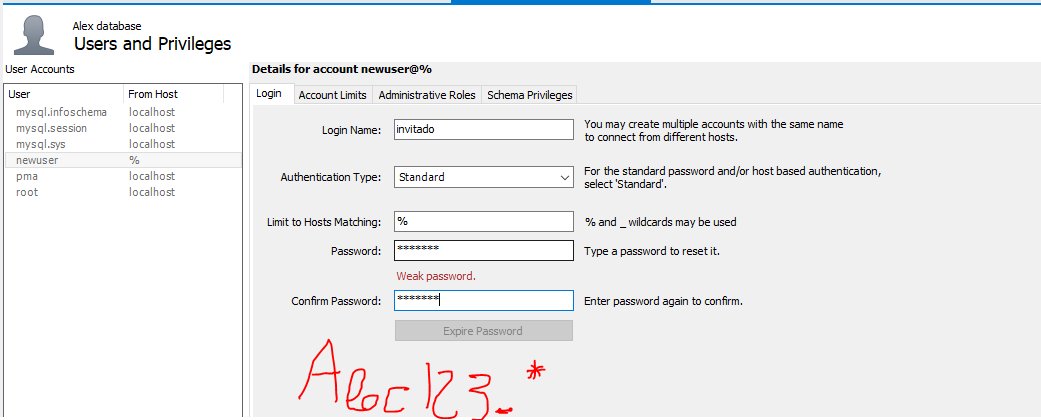 Alex database
Users and Privileges
User Accounts
User From Host
mysql.infoschema localhost
mysql.session localhost
mysql.sys localhost
newuser %
pma localhost
root localhost
Details for account newuser@%
Login Account Limits Administrative Roles Schema Privileges
Login Name: invitado You may create multiple accounts with the same name
to connect from different hosts.
Authentication Type: Standard For the standard password and/or host based authentication,
select 'Standard'.
Limit to Hosts Matching: % % and _ wildcards may be used
Password: ******* Type a password to reset it.
Weak password.
Confirm Password: ******* Enter password again to confirm.
Expire Password
Abc123.*